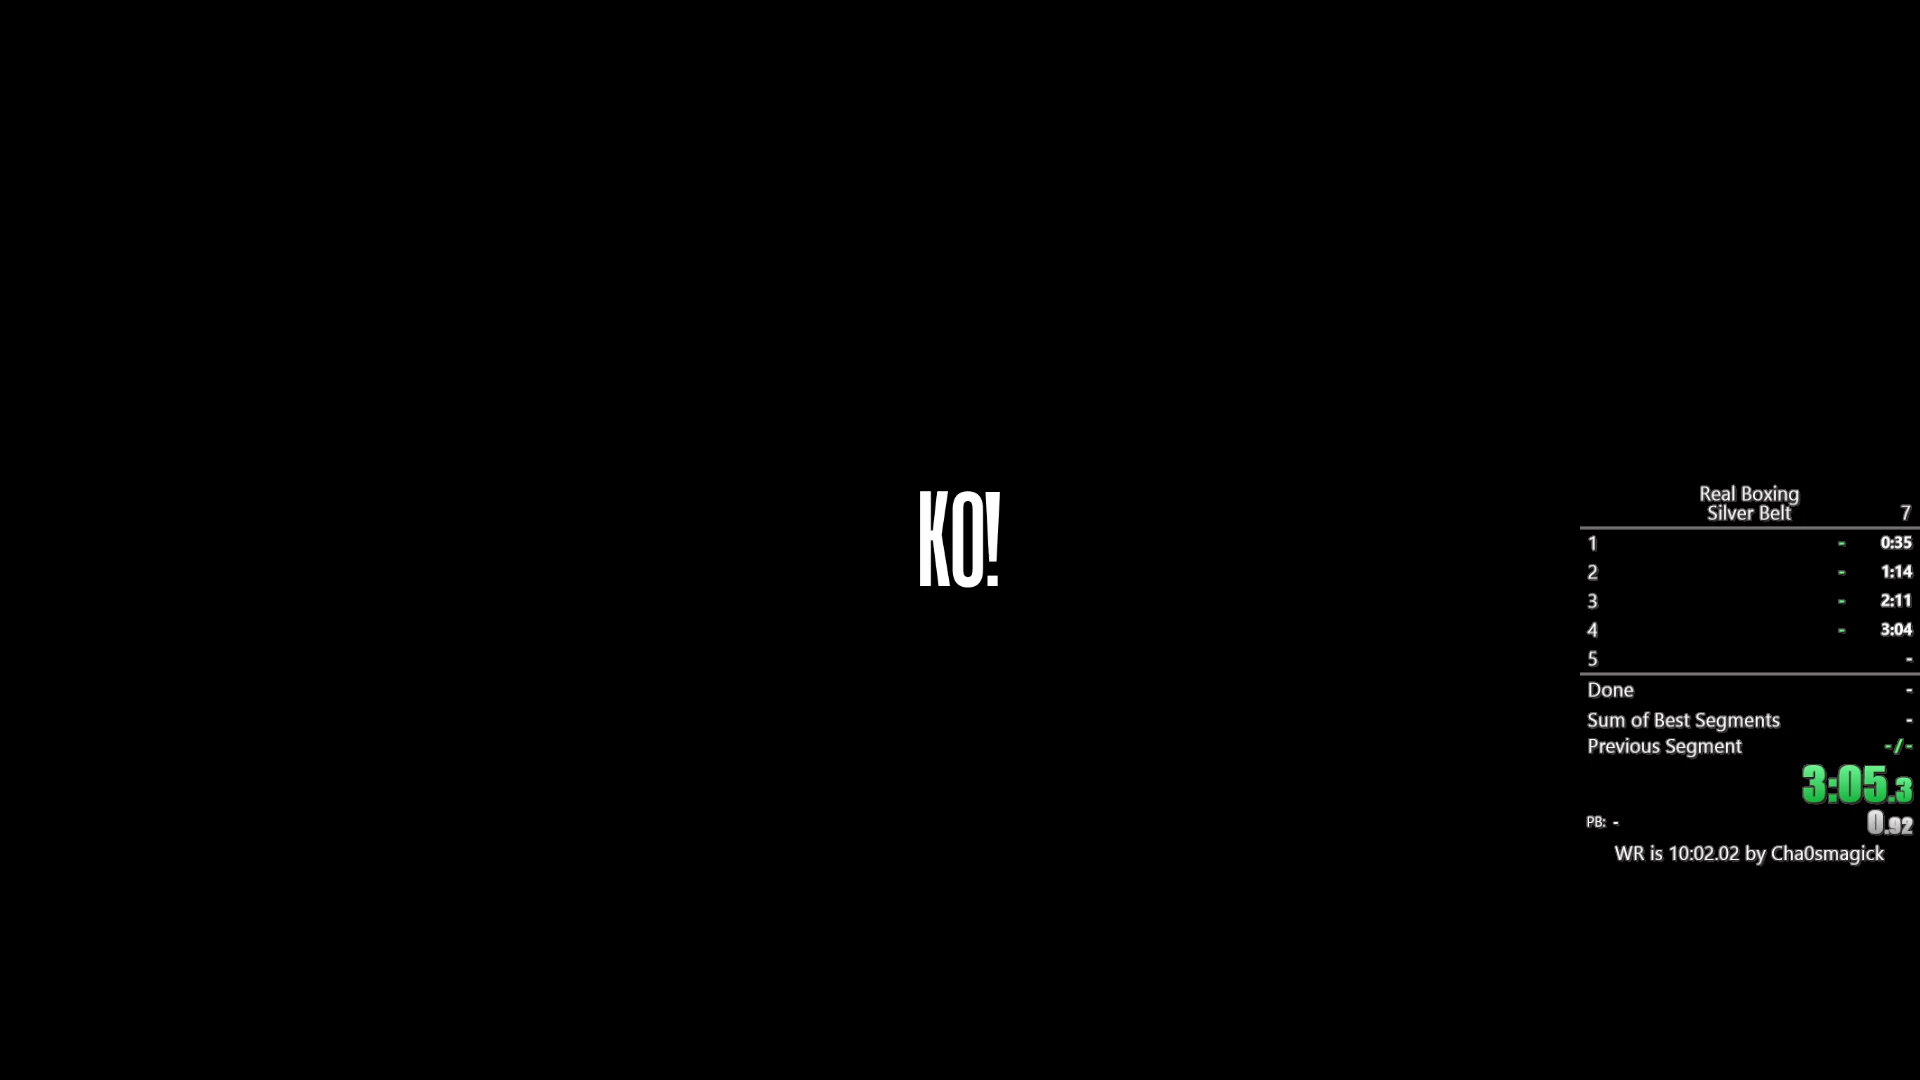 KO!
Real Boxing
Silver Belt 7
1 - 0:35
2 - 1:14
3 - 2:11
4 - 3:04
5 -
Done -
Sum of Best Segments -
Previous Segment -/-
3:05.3
PB: - 0.92
WR is 10:02.02 by Cha0smagick